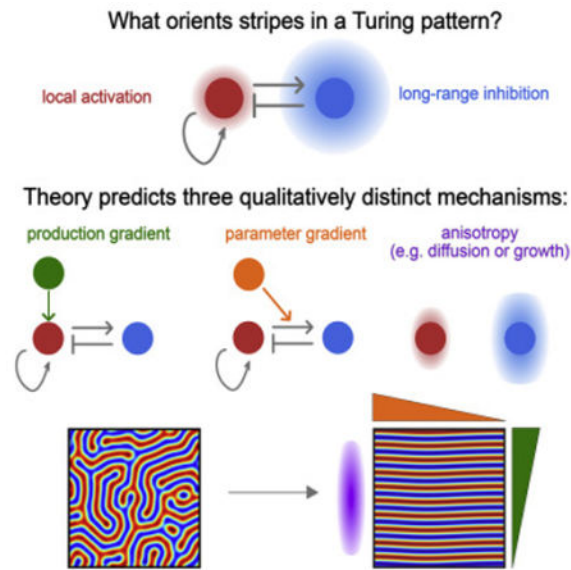 What orients stripes in a Turing pattern?
local activation
long-range inhibition
Theory predicts three qualitatively distinct mechanisms:
production gradient
parameter gradient
anisotropy
(e.g. diffusion or growth)